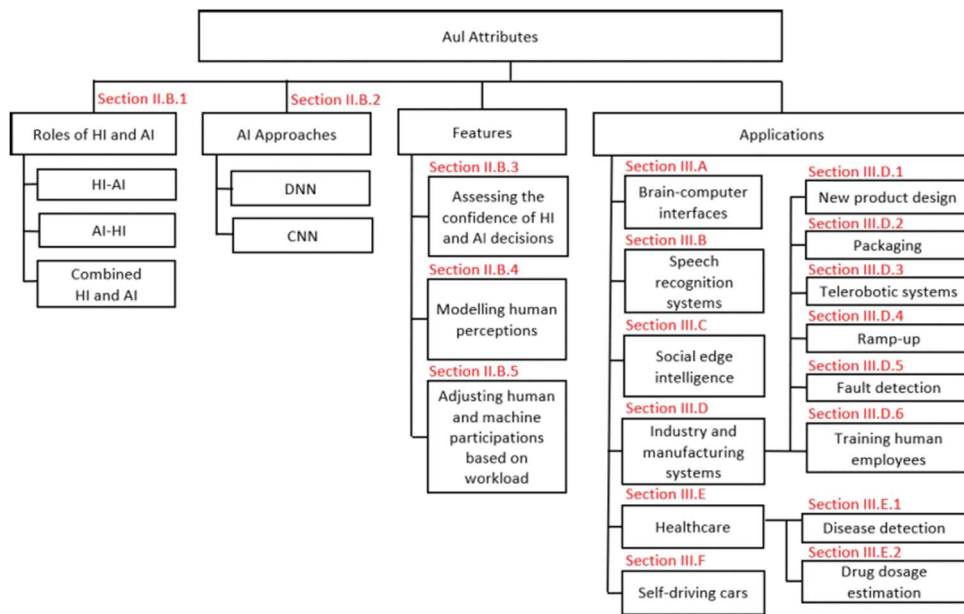 AuI Attributes
Section II.B.1
Roles of HI and AI
HI-AI
AI-HI
Combined
HI and AI
Section II.B.2
AI Approaches
DNN
CNN
Features
Section II.B.3
Assessing the
confidence of HI
and AI decisions
Section II.B.4
Modelling human
perceptions
Section II.B.5
Adjusting human
and machine
participations
based on
workload
Applications
Section III.A
Brain-computer
interfaces
Section III.B
Speech
recognition
systems
Section III.C
Social edge
intelligence
Section III.D
Industry and
manufacturing
systems
Section III.D.1
New product design
Section III.D.2
Packaging
Section III.D.3
Telerobotic systems
Section III.D.4
Ramp-up
Section III.D.5
Fault detection
Section III.D.6
Training human
employees
Section III.E
Healthcare
Section III.E.1
Disease detection
Section III.E.2
Drug dosage
estimation
Section III.F
Self-driving cars